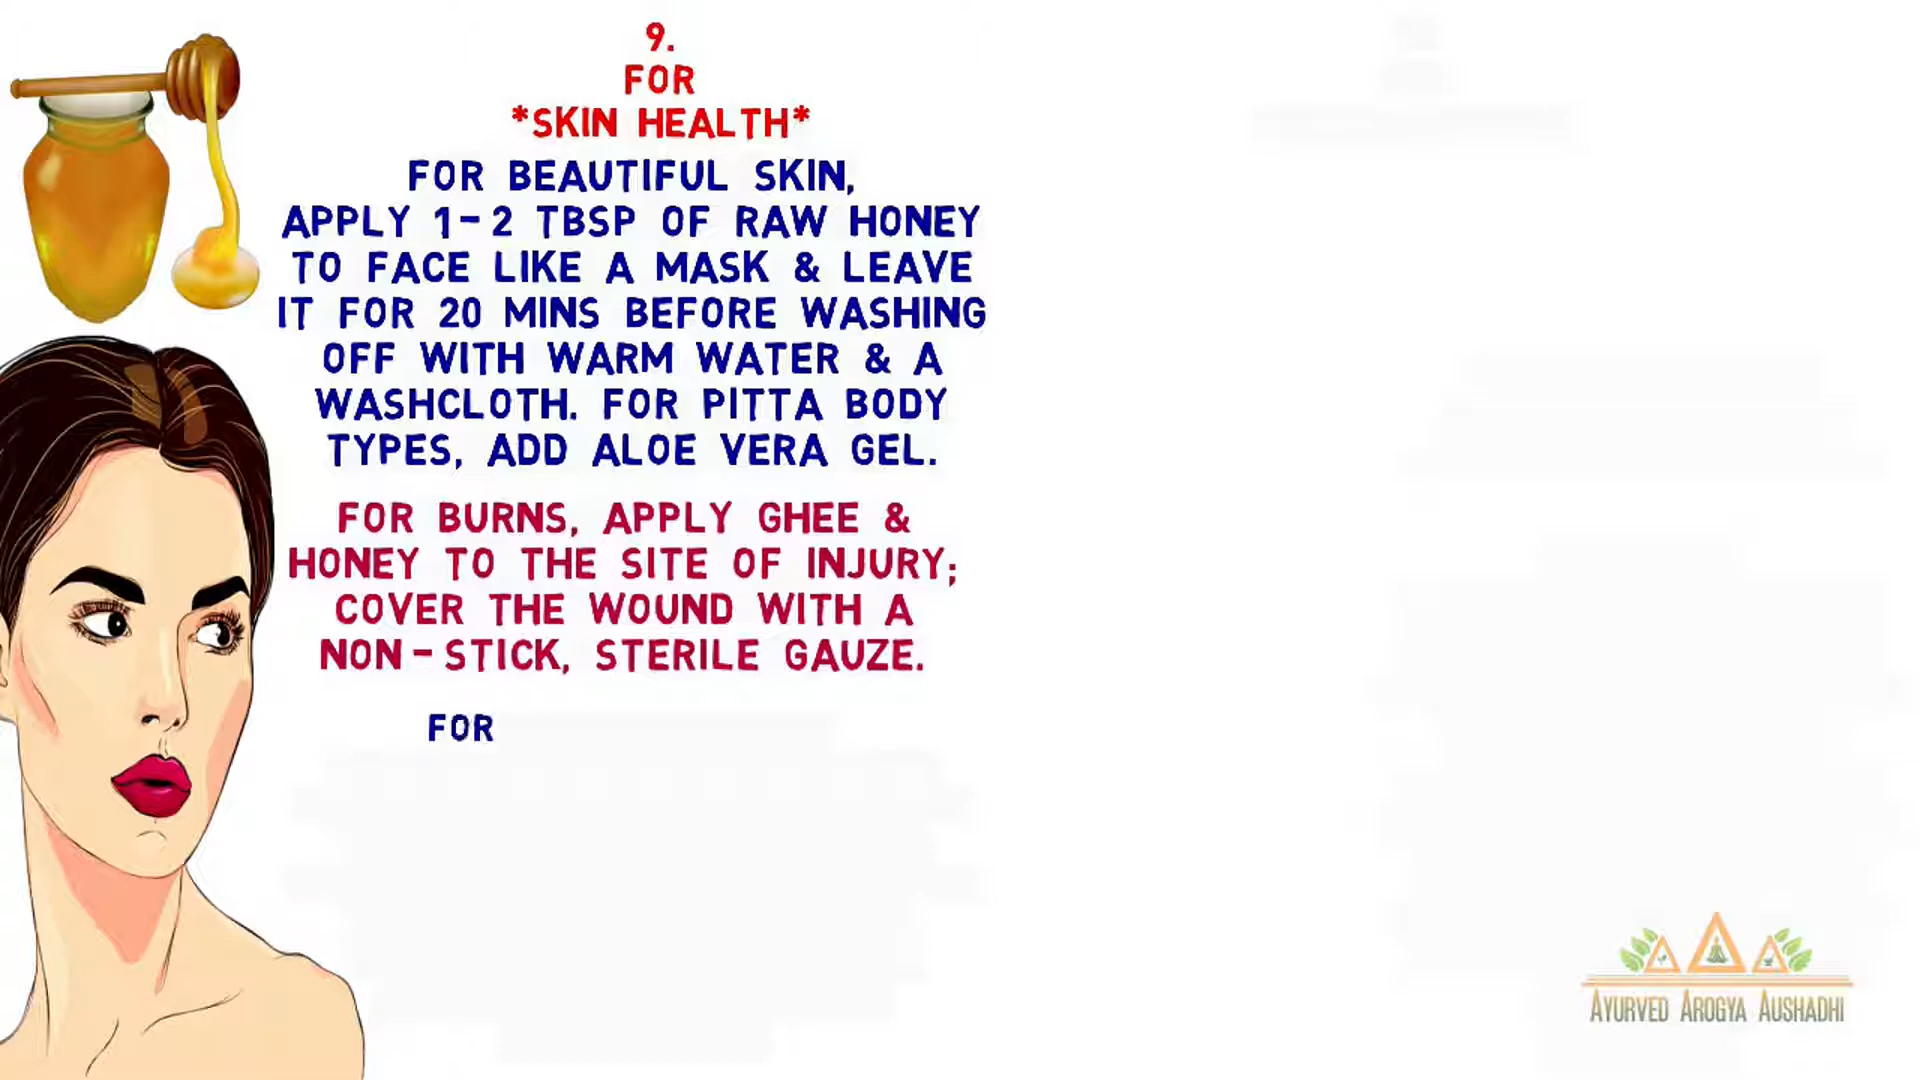 9.
FOR
*SKIN HEALTH*
FOR BEAUTIFUL SKIN,
APPLY 1-2 TBSP OF RAW HONEY
TO FACE LIKE A MASK & LEAVE
IT FOR 20 MINS BEFORE WASHING
OFF WITH WARM WATER & A
WASHCLOTH. FOR PITTA BODY
TYPES, ADD ALOE VERA GEL.
FOR BURNS, APPLY GHEE &
HONEY TO THE SITE OF INJURY;
COVER THE WOUND WITH A
NON-STICK, STERILE GAUZE.
FOR
AYURVED AROGYA AUSHADHI